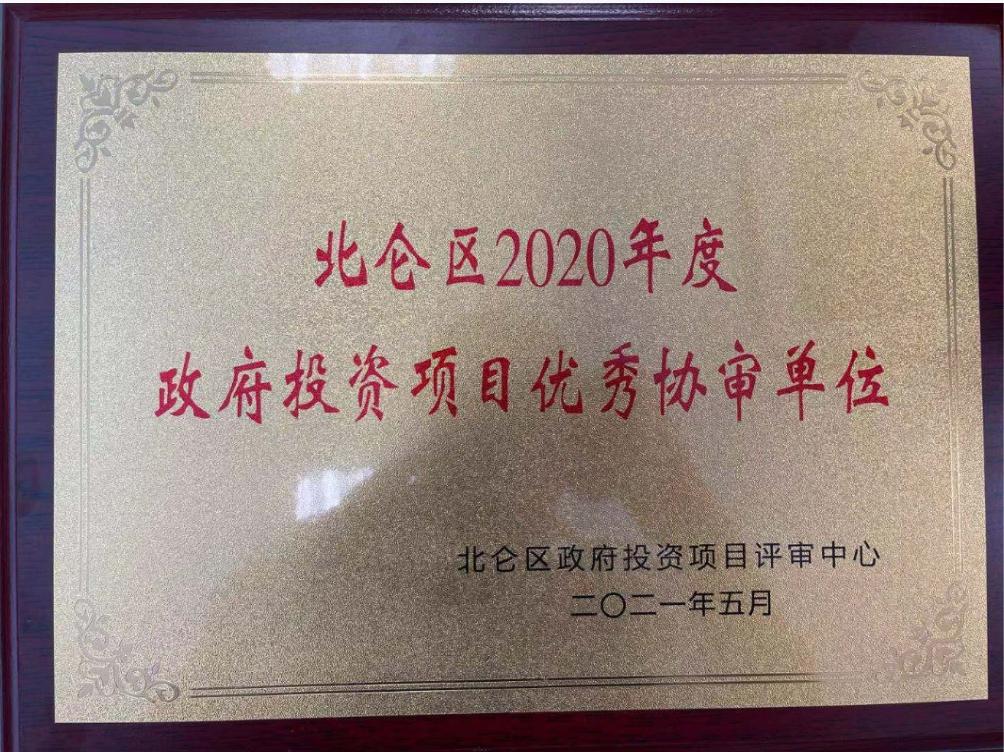 北仑区2020年度
政府投资项目优秀协审单位
北仑区政府投资项目评审中心
二〇二一年五月